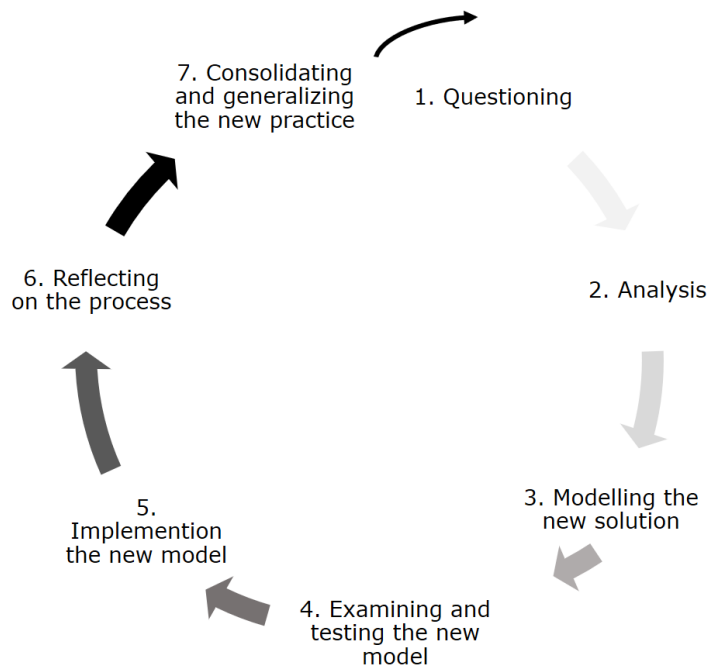 1. Questioning
2. Analysis
3. Modelling the
new solution
4. Examining and
testing the new
model
5.
Implemention
the new model
6. Reflecting
on the process
7. Consolidating
and generalizing
the new practice